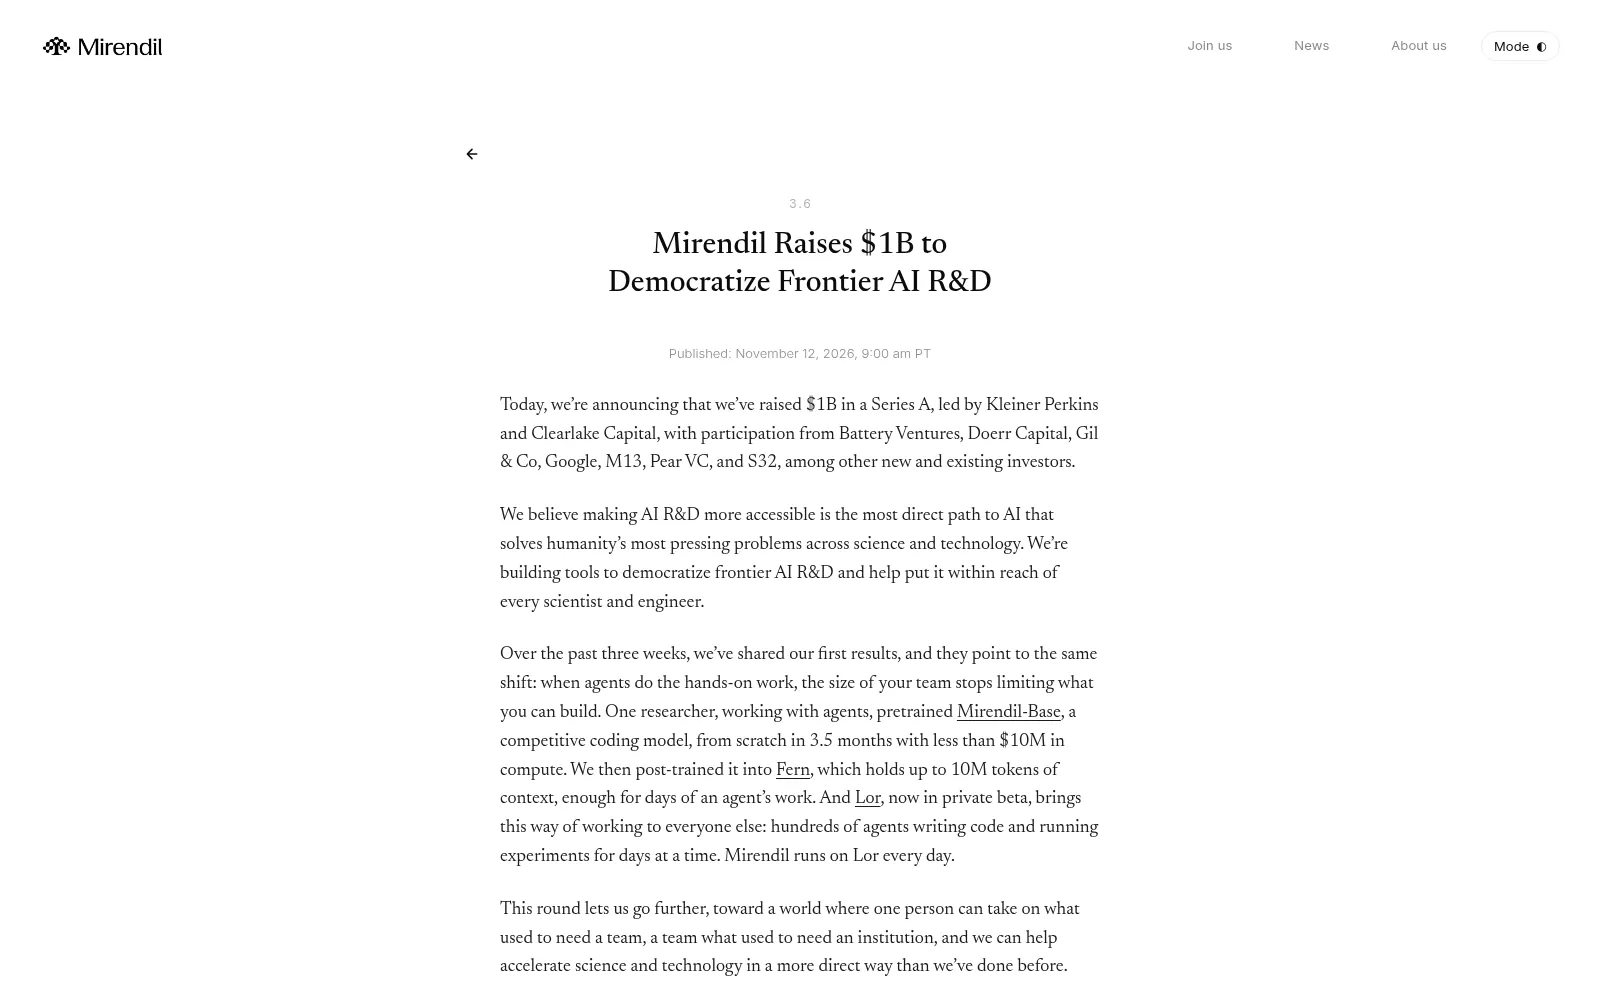 Mirendil
Join us
News
About us
Mode
3.6
Mirendil Raises $1B to
Democratize Frontier AI R&D
Published: November 12, 2026, 9:00 am PT
Today, we’re announcing that we’ve raised $1B in a Series A, led by Kleiner Perkins
and Clearlake Capital, with participation from Battery Ventures, Doerr Capital, Gil
& Co, Google, M13, Pear VC, and S32, among other new and existing investors.
We believe making AI R&D more accessible is the most direct path to AI that
solves humanity’s most pressing problems across science and technology. We’re
building tools to democratize frontier AI R&D and help put it within reach of
every scientist and engineer.
Over the past three weeks, we’ve shared our first results, and they point to the same
shift: when agents do the hands-on work, the size of your team stops limiting what
you can build. One researcher, working with agents, pretrained Mirendil-Base, a
competitive coding model, from scratch in 3.5 months with less than $10M in
compute. We then post-trained it into Fern, which holds up to 10M tokens of
context, enough for days of an agent’s work. And Lor, now in private beta, brings
this way of working to everyone else: hundreds of agents writing code and running
experiments for days at a time. Mirendil runs on Lor every day.
This round lets us go further, toward a world where one person can take on what
used to need a team, a team what used to need an institution, and we can help
accelerate science and technology in a more direct way than we’ve done before.